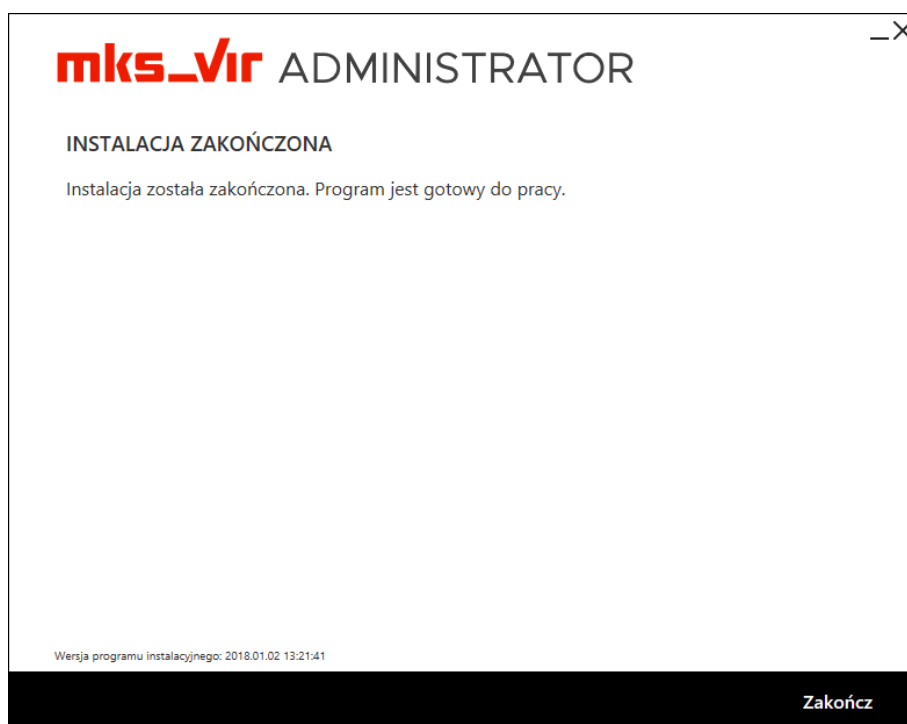 mks_vir ADMINISTRATOR
INSTALACJA ZAKOŃCZONA
Instalacja została zakończona. Program jest gotowy do pracy.
Wersja programu instalacyjnego: 2018.01.02 13:21:41
Zakończ